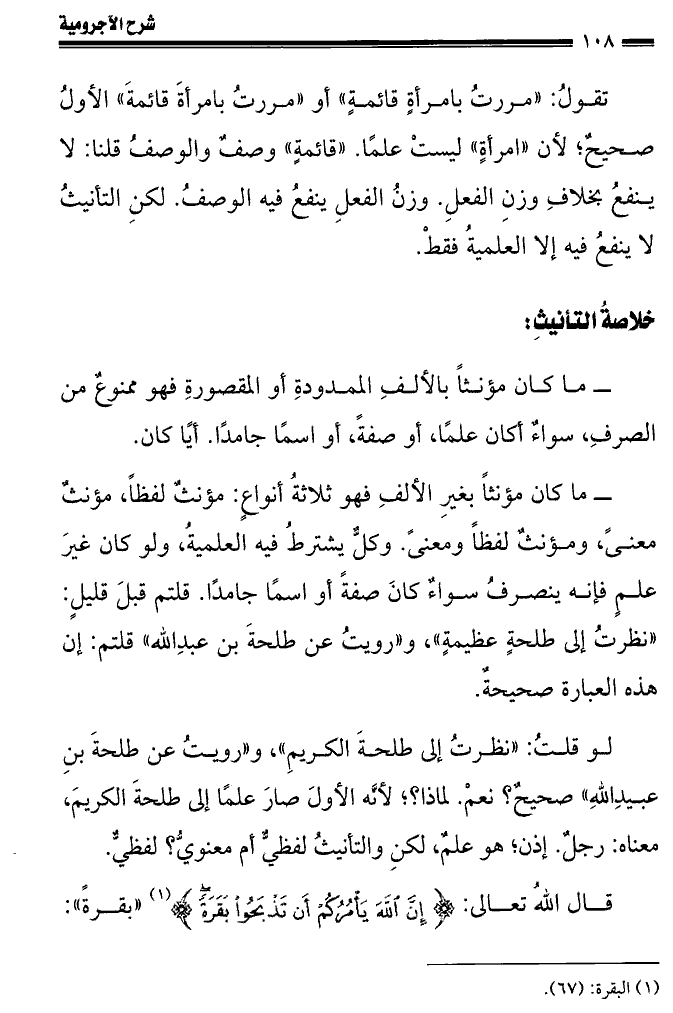 شرح الآجرومية
١٠٨
تقولُ: «مررتُ بامرأةٍ قائمةٍ» أو «مررتُ بامرأةَ قائمةَ» الأولُ
صحيحٌ؛ لأن «امرأةٍ» ليستْ علمًا. «قائمةٍ» وصفٌ والوصفُ قلنا: لا
ينفعُ بخلافِ وزنِ الفعلِ. وزنُ الفعلِ ينفعُ فيه الوصفُ. لكنِ التأنيثُ
لا ينفعُ فيه إلا العلميةُ فقطْ.
خلاصةُ التأنيثِ:
ــ ما كان مؤنثاً بالألفِ الممدودةِ أو المقصورةِ فهو ممنوعٌ من
الصرفِ، سواءٌ أكان علمًا، أو صفةً، أو اسمًا جامدًا. أيًا كان.
ــ ما كان مؤنثاً بغيرِ الألفِ فهو ثلاثةُ أنواعٍ: مؤنثٌ لفظاً، مؤنثٌ
معنىً، ومؤنثٌ لفظاً ومعنىً. وكلٌّ يشترطُ فيه العلميةُ، ولو كان غيرَ
علمٍ فإنه ينصرفُ سواءٌ كانَ صفةً أو اسمًا جامدًا. قلتم قبلَ قليلٍ:
«نظرتُ إلى طلحةٍ عظيمةٍ»، و«رويتُ عن طلحةَ بن عبدِالله» قلتم: إن
هذه العبارة صحيحةٌ.
لو قلتُ: «نظرتُ إلى طلحةَ الكريمِ»، و«رويتُ عن طلحةَ بنِ
عبيدِاللهِ» صحيحٌ؟ نعمْ. لماذا؟؛ لأنَّه الأولَ صارَ علمًا إلى طلحةَ الكريمَ،
معناه: رجلٌ. إذن؛ هو علمٌ، لكنِ والتأنيثُ لفظيٌّ أم معنويُّ؟ لفظيٌّ.
قال اللهُ تعالى: ﴿ إِنَّ ٱللَّهَ يَأْمُرُكُمْ أَن تَذْبَحُواْ بَقَرَةًۖ ﴾(١) «بقرةً»:
(١) البقرة: (٦٧).